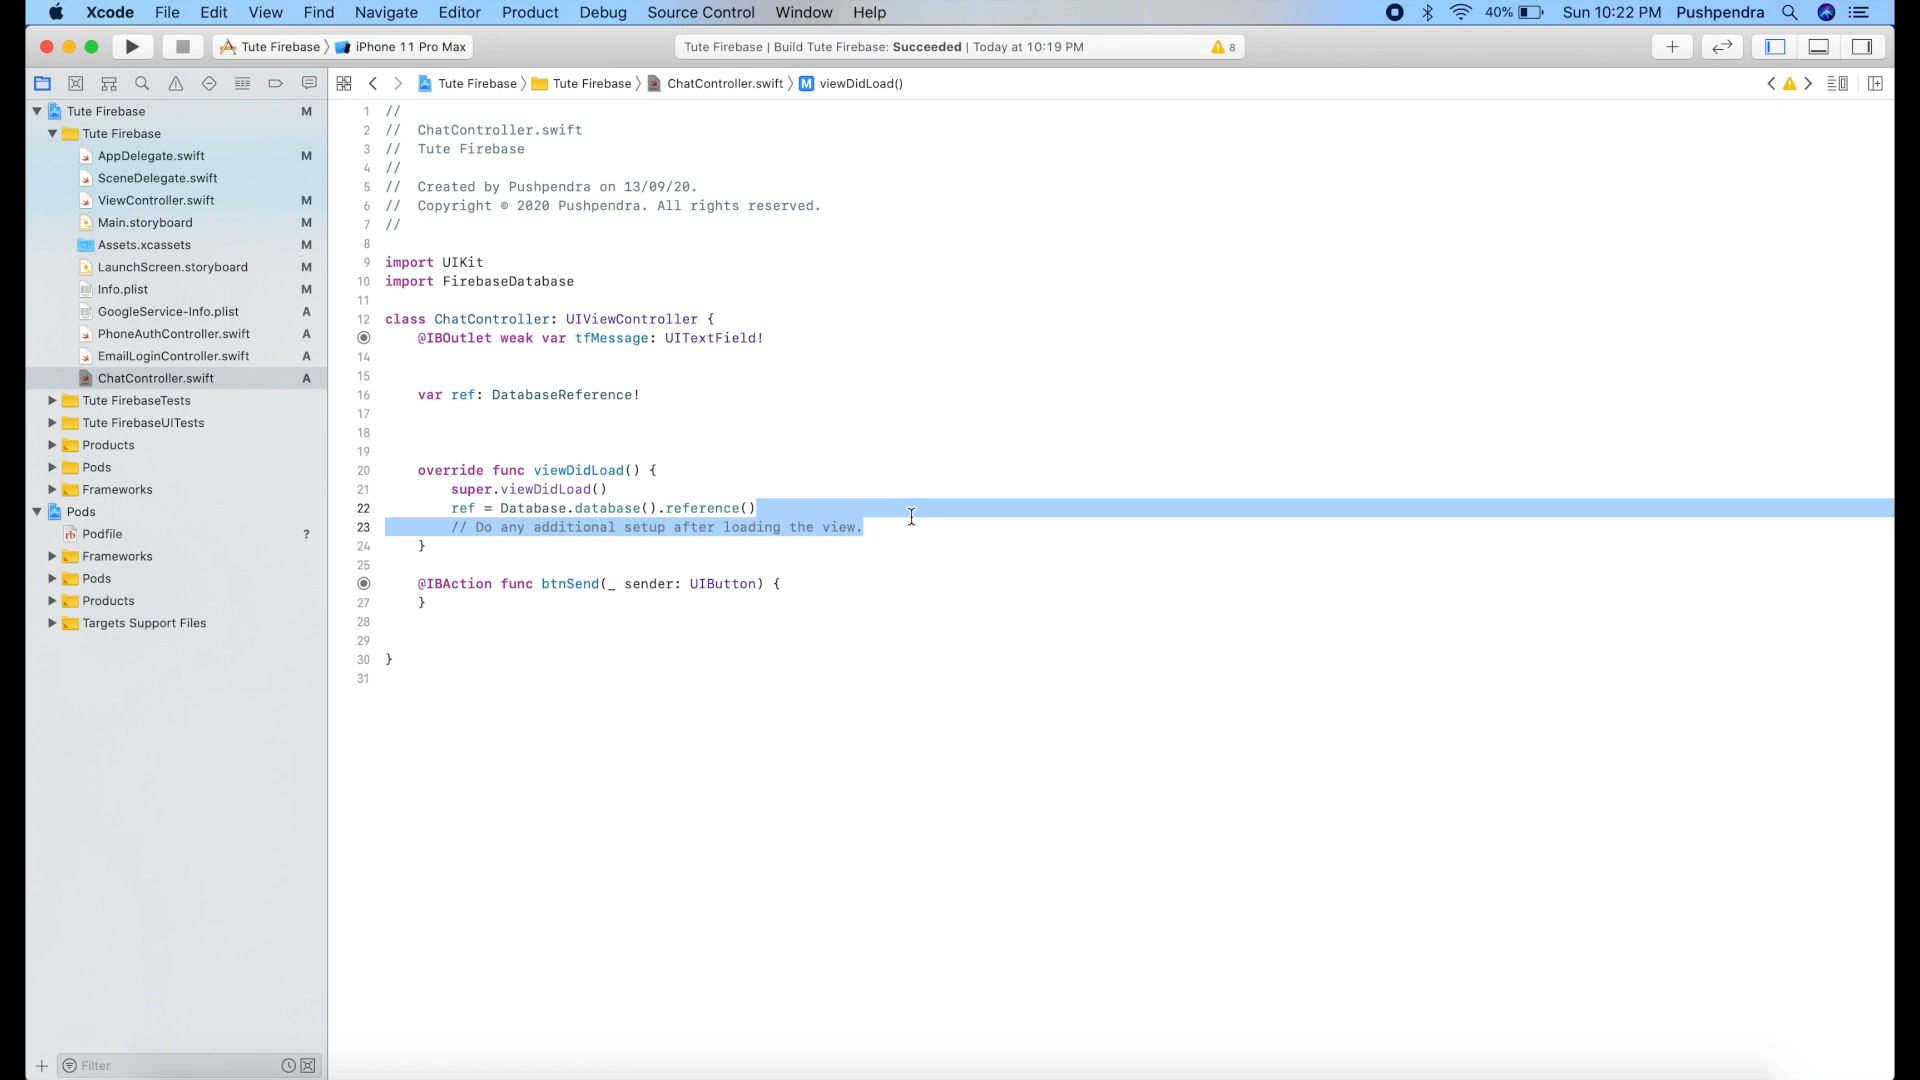 Xcode File Edit View Find Navigate Editor Product Debug Source Control Window Help 40% Sun 10:22 PM Pushpendra
Tute Firebase iPhone 11 Pro Max Tute Firebase | Build Tute Firebase: Succeeded | Today at 10:19 PM 8
Tute Firebase Tute Firebase ChatController.swift M viewDidLoad()
Tute Firebase M
Tute Firebase
AppDelegate.swift M
SceneDelegate.swift
ViewController.swift M
Main.storyboard M
Assets.xcassets M
LaunchScreen.storyboard M
Info.plist M
GoogleService-Info.plist A
PhoneAuthController.swift A
EmailLoginController.swift A
ChatController.swift A
Tute FirebaseTests
Tute FirebaseUITests
Products
Pods
Frameworks
Pods
Podfile ?
Frameworks
Pods
Products
Targets Support Files
Filter
1 //
2 // ChatController.swift
3 // Tute Firebase
4 //
5 // Created by Pushpendra on 13/09/20.
6 // Copyright © 2020 Pushpendra. All rights reserved.
7 //
8
9 import UIKit
10 import FirebaseDatabase
11
12 class ChatController: UIViewController {
@IBOutlet weak var tfMessage: UITextField!
14
15
16 var ref: DatabaseReference!
17
18
19
20 override func viewDidLoad() {
21 super.viewDidLoad()
22 ref = Database.database().reference()
23 // Do any additional setup after loading the view.
24 }
25
@IBAction func btnSend(_ sender: UIButton) {
27 }
28
29
30 }
31